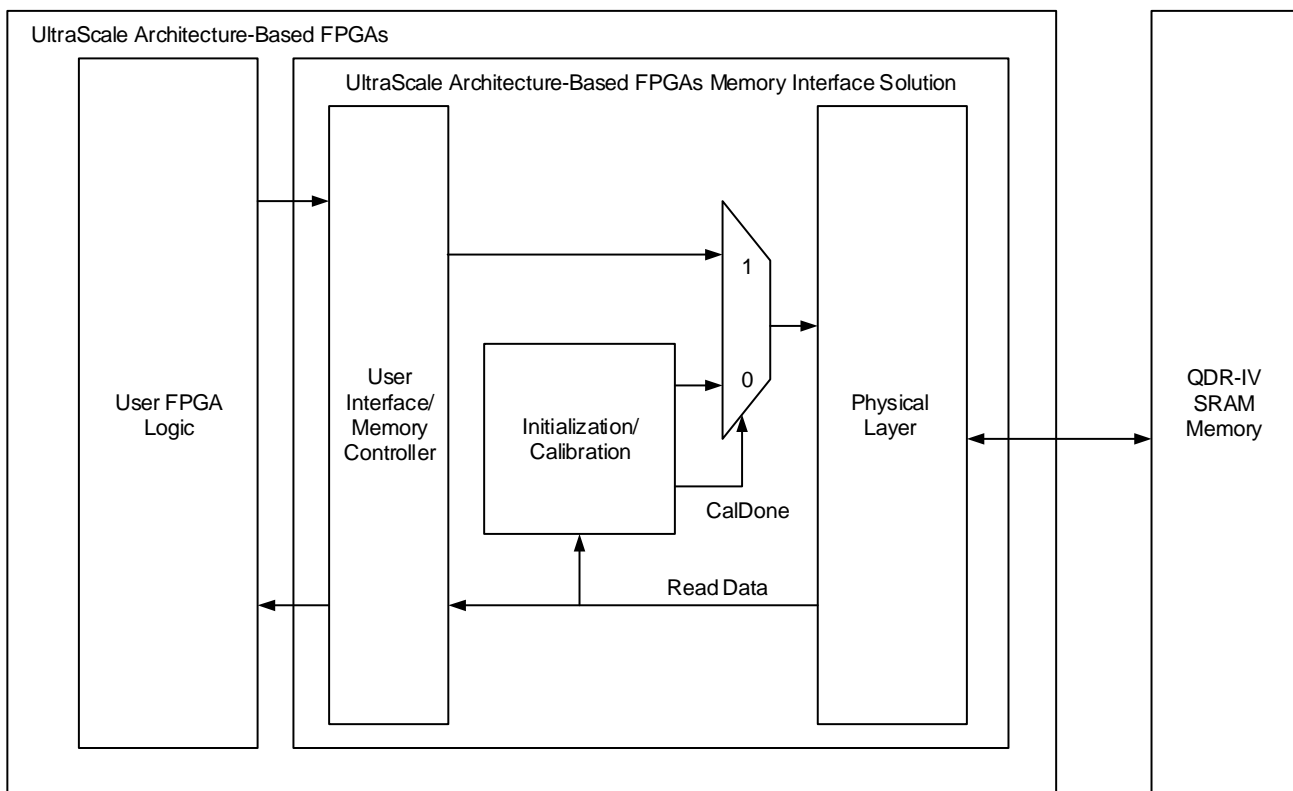 UltraScale Architecture-Based FPGAs
UltraScale Architecture-Based FPGAs Memory Interface Solution
User FPGA
Logic
User
Interface/
Memory
Controller
Initialization/
Calibration
1
0
CalDone
Read Data
Physical
Layer
QDR-IV
SRAM
Memory